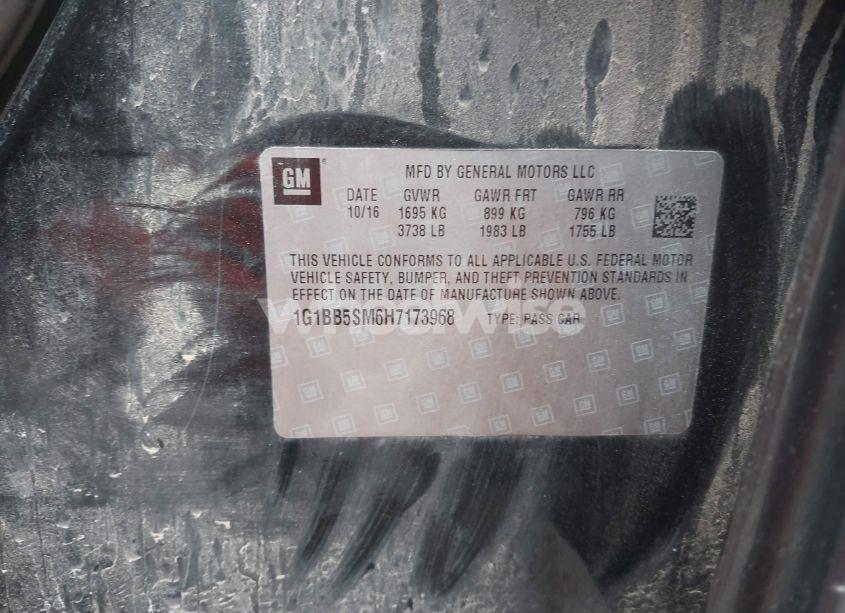 GM
MFD BY GENERAL MOTORS LLC
DATE GVWR GAWR FRT GAWR RR
10/16 1695 KG 899 KG 796 KG
3738 LB 1983 LB 1755 LB
THIS VEHICLE CONFORMS TO ALL APPLICABLE U.S. FEDERAL MOTOR
VEHICLE SAFETY, BUMPER, AND THEFT PREVENTION STANDARDS IN
EFFECT ON THE DATE OF MANUFACTURE SHOWN ABOVE.
1G1BB5SM6H7173968 TYPE: PASS CAR